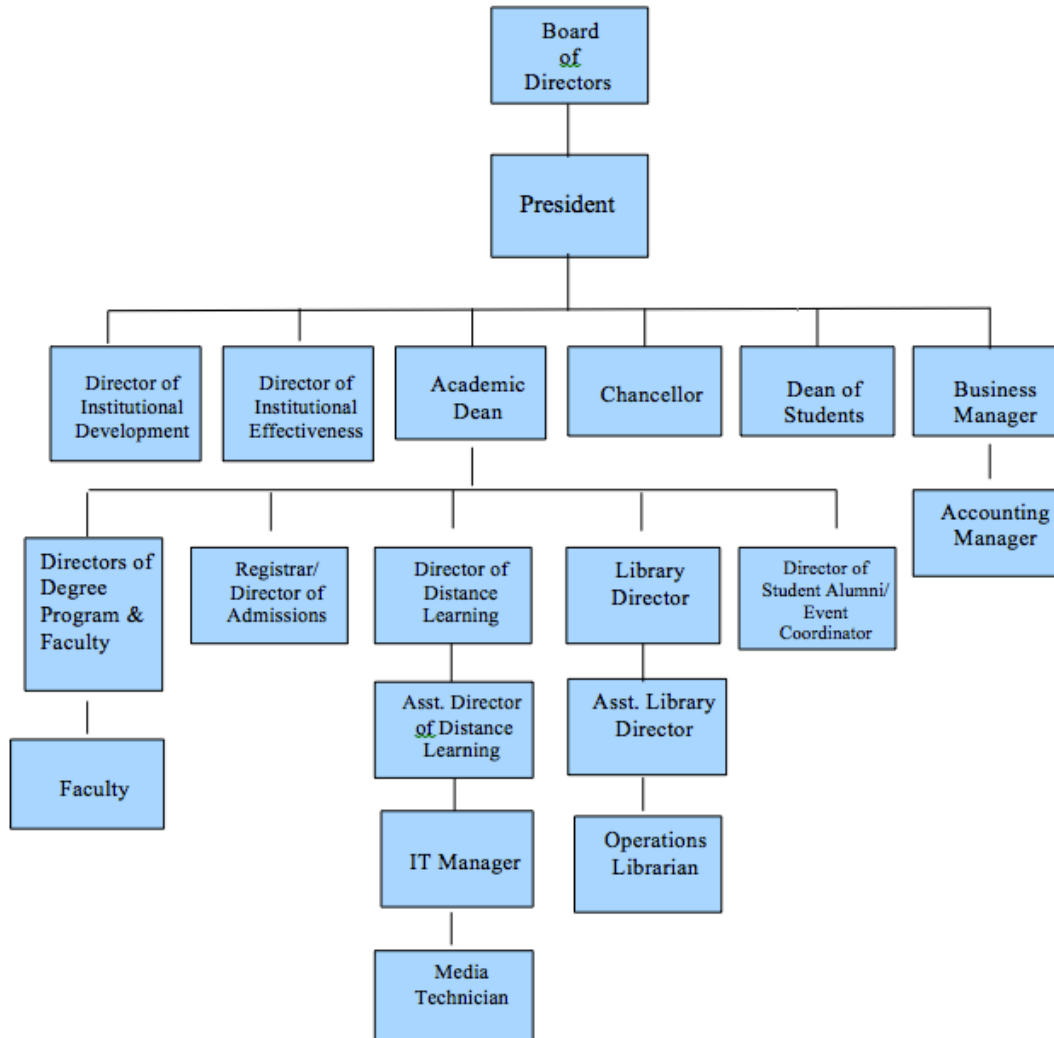 Board
of
Directors
President
Director of
Institutional
Development
Director of
Institutional
Effectiveness
Academic
Dean
Chancellor
Dean of
Students
Business
Manager
Accounting
Manager
Directors of
Degree
Program &
Faculty
Registrar/
Director of
Admissions
Director of
Distance
Learning
Library
Director
Director of
Student Alumni/
Event
Coordinator
Asst. Director
of Distance
Learning
Asst. Library
Director
Faculty
IT Manager
Operations
Librarian
Media
Technician